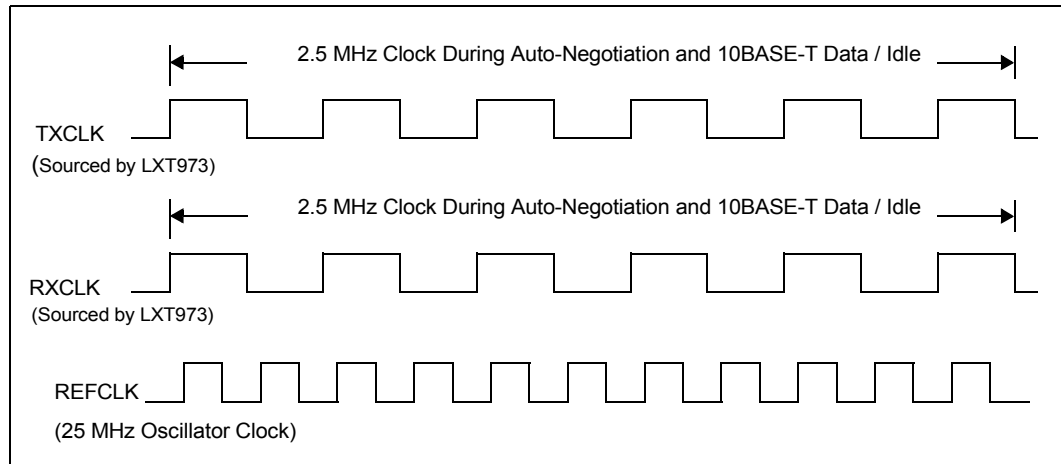 2.5 MHz Clock During Auto-Negotiation and 10BASE-T Data / Idle
TXCLK
(Sourced by LXT973)
2.5 MHz Clock During Auto-Negotiation and 10BASE-T Data / Idle
RXCLK
(Sourced by LXT973)
REFCLK
(25 MHz Oscillator Clock)